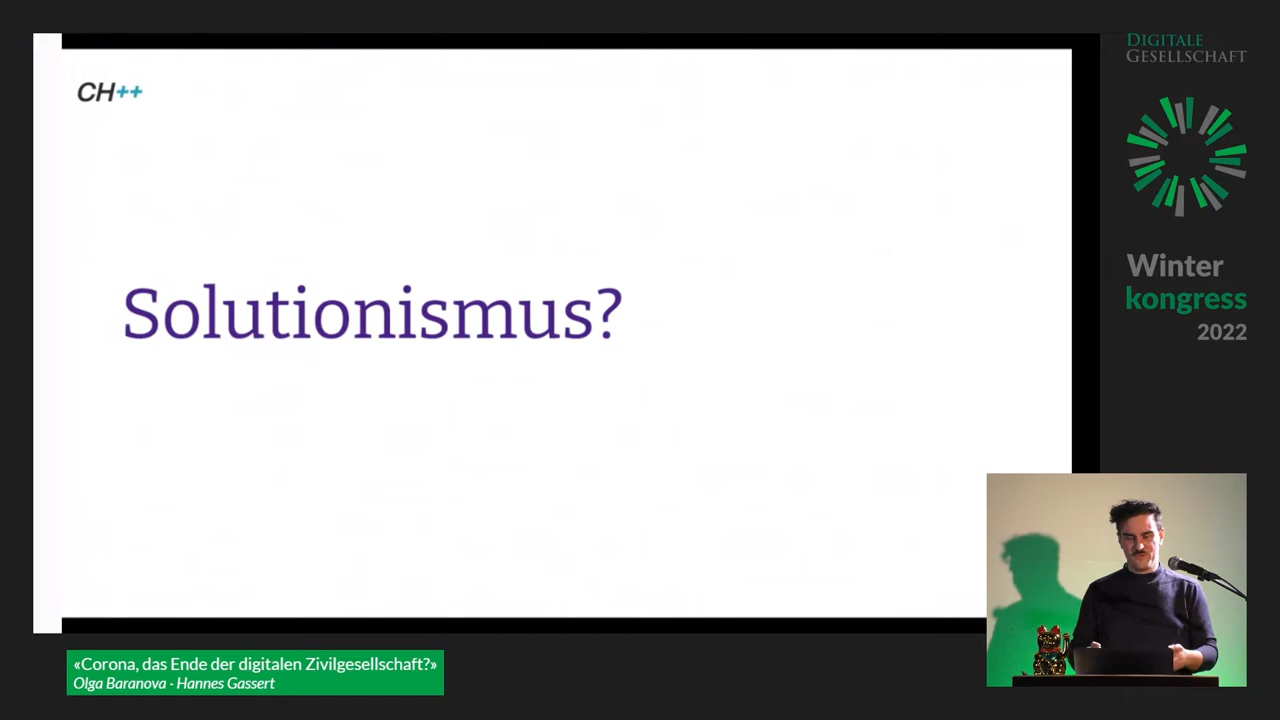 CH++
Solutionismus?
DIGITALE
GESELLSCHAFT
Winter
kongress
2022
«Corona, das Ende der digitalen Zivilgesellschaft?»
Olga Baranova · Hannes Gassert